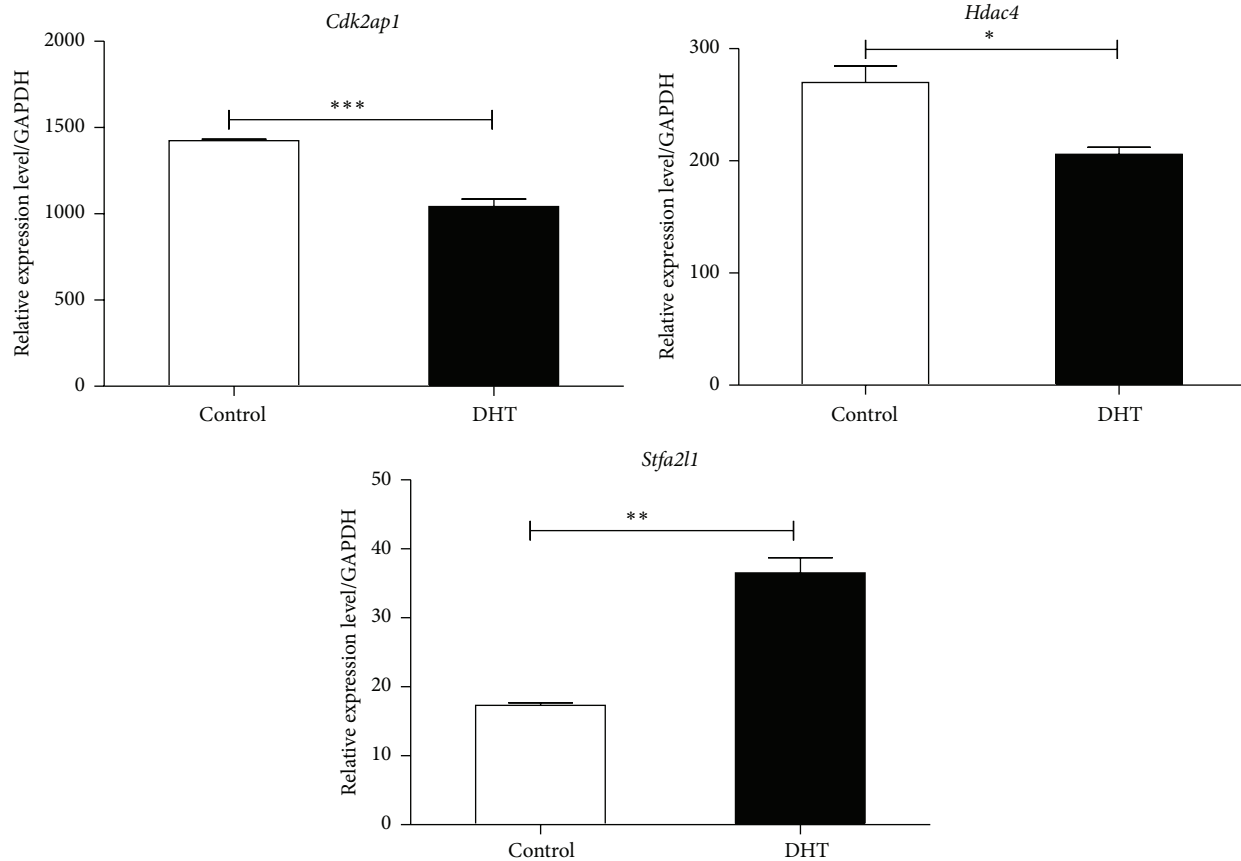 Cdk2ap1
Relative expression level/GAPDH
2000
1500
1000
500
0
***
Control
DHT
Hdac4
Relative expression level/GAPDH
300
200
100
0
*
Control
DHT
Stfa2l1
Relative expression level/GAPDH
50
40
30
20
10
0
**
Control
DHT